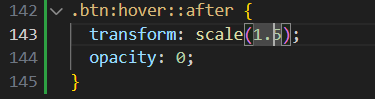 142 .btn:hover::after {
143 transform: scale(1.5);
144 opacity: 0;
145 }